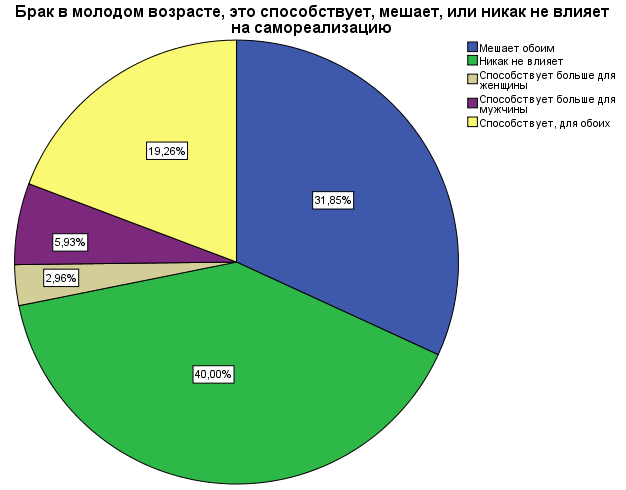 Брак в молодом возрасте, это способствует, мешает, или никак не влияет
на самореализацию
Мешает обоим
Никак не влияет
Способствует больше для
женщины
Способствует больше для
мужчины
Способствует, для обоих
19,26%
31,85%
5,93%
2,96%
40,00%